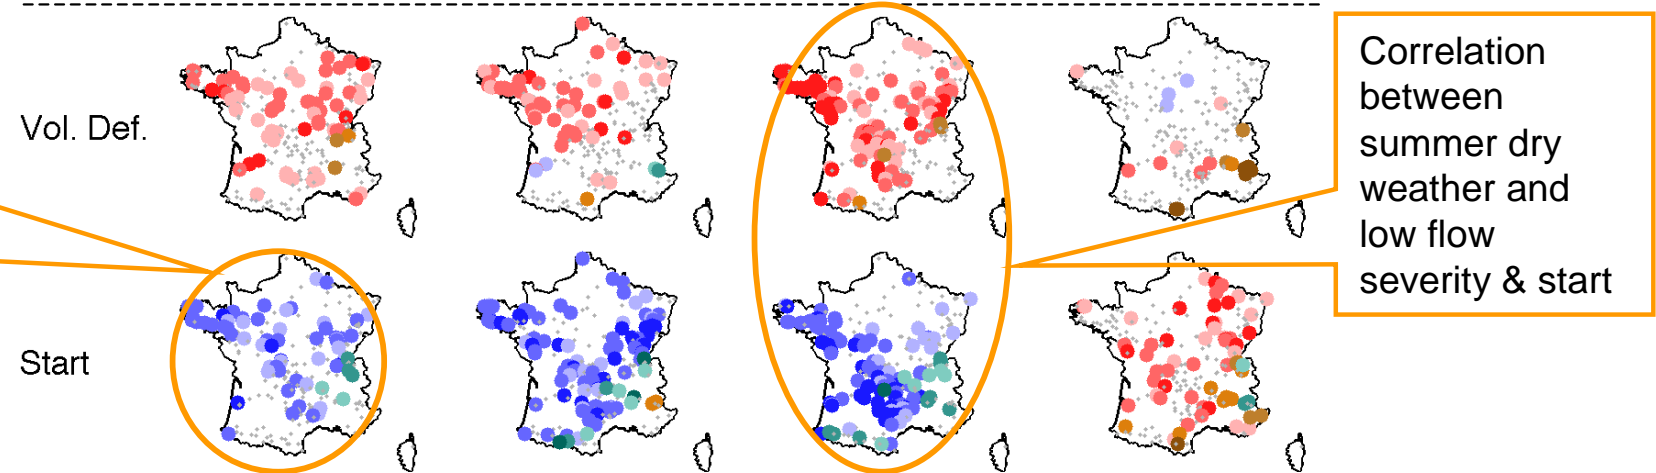 Vol. Def.
Start
Correlation
between
summer dry
weather and
low flow
severity & start